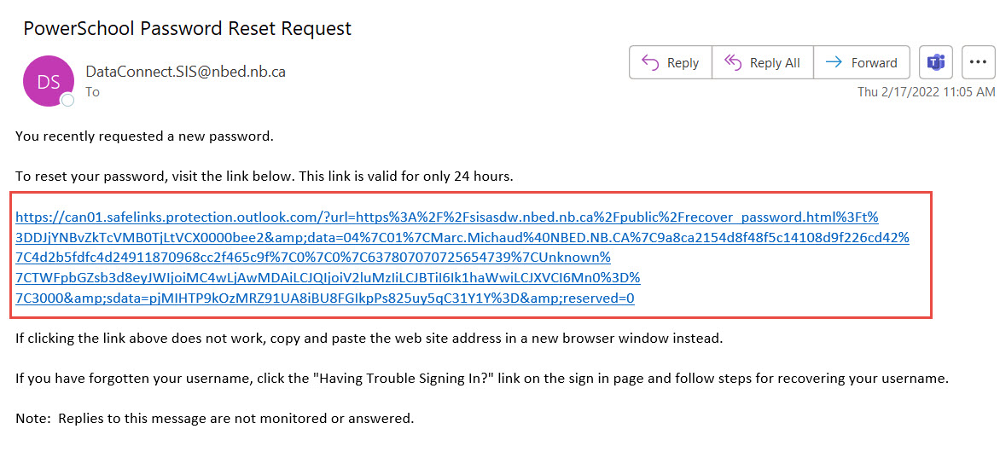 PowerSchool Password Reset Request
DS
DataConnect.SIS@nbed.nb.ca
To
Reply
Reply All
Forward
Thu 2/17/2022 11:05 AM
You recently requested a new password.
To reset your password, visit the link below. This link is valid for only 24 hours.
https://can01.safelinks.protection.outlook.com/?url=https%3A%2F%2Fsisasdw.nbed.nb.ca%2Fpublic%2Frecover_password.html%3Ft%
3DDJjYNBvZkTcVMB0TjLtVCX0000bee2&amp;data=04%7C01%7CMarc.Michaud%40NBED.NB.CA%7C9a8ca2154d8f48f5c14108d9f226cd42%
7C4d2b5fdfc4d24911870968cc2f465c9f%7C0%7C0%7C637807070725654739%7CUnknown%
7CTWFpbGZsb3d8eyJWIjoiMC4wLjAwMDAiLCJQIjoiV2luMzIiLCJBTiI6Ik1haWwiLCJXVCI6Mn0%3D%
7C3000&amp;sdata=pjMIHTP9kOzMRZ91UA8iBU8FGIkpPs825uy5qC31Y1Y%3D&amp;reserved=0
If clicking the link above does not work, copy and paste the web site address in a new browser window instead.
If you have forgotten your username, click the "Having Trouble Signing In?" link on the sign in page and follow steps for recovering your username.
Note:  Replies to this message are not monitored or answered.